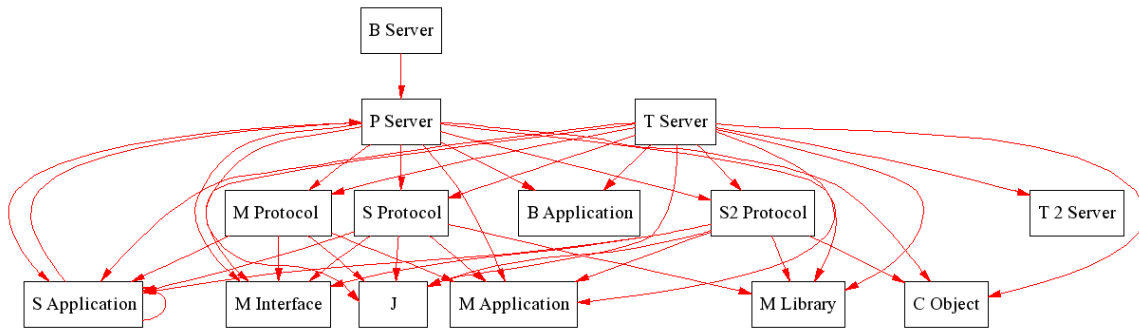 B Server
P Server
T Server
M Protocol
S Protocol
B Application
S2 Protocol
T 2 Server
S Application
M Interface
J
M Application
M Library
C Object